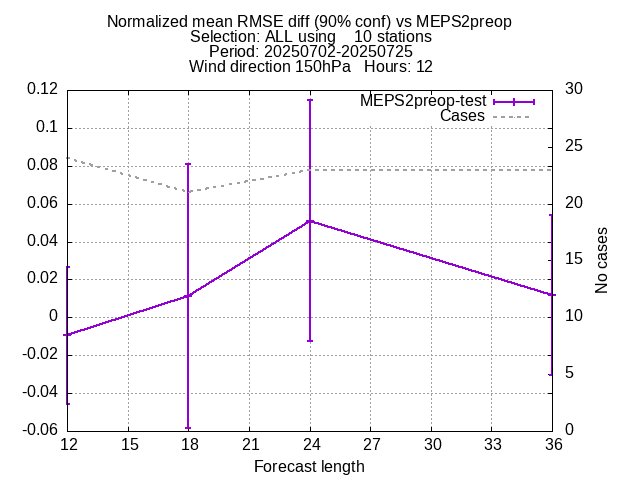 Normalized mean RMSE diff (90% conf) vs MEPS2preop
Selection: ALL using    10 stations
Period: 20250702-20250725
Wind direction 150hPa   Hours: 12
MEPS2preop-test
Cases
0.12
0.1
0.08
0.06
0.04
0.02
0
-0.02
-0.04
-0.06
30
25
20
15
10
5
0
No cases
12 15 18 21 24 27 30 33 36
Forecast length